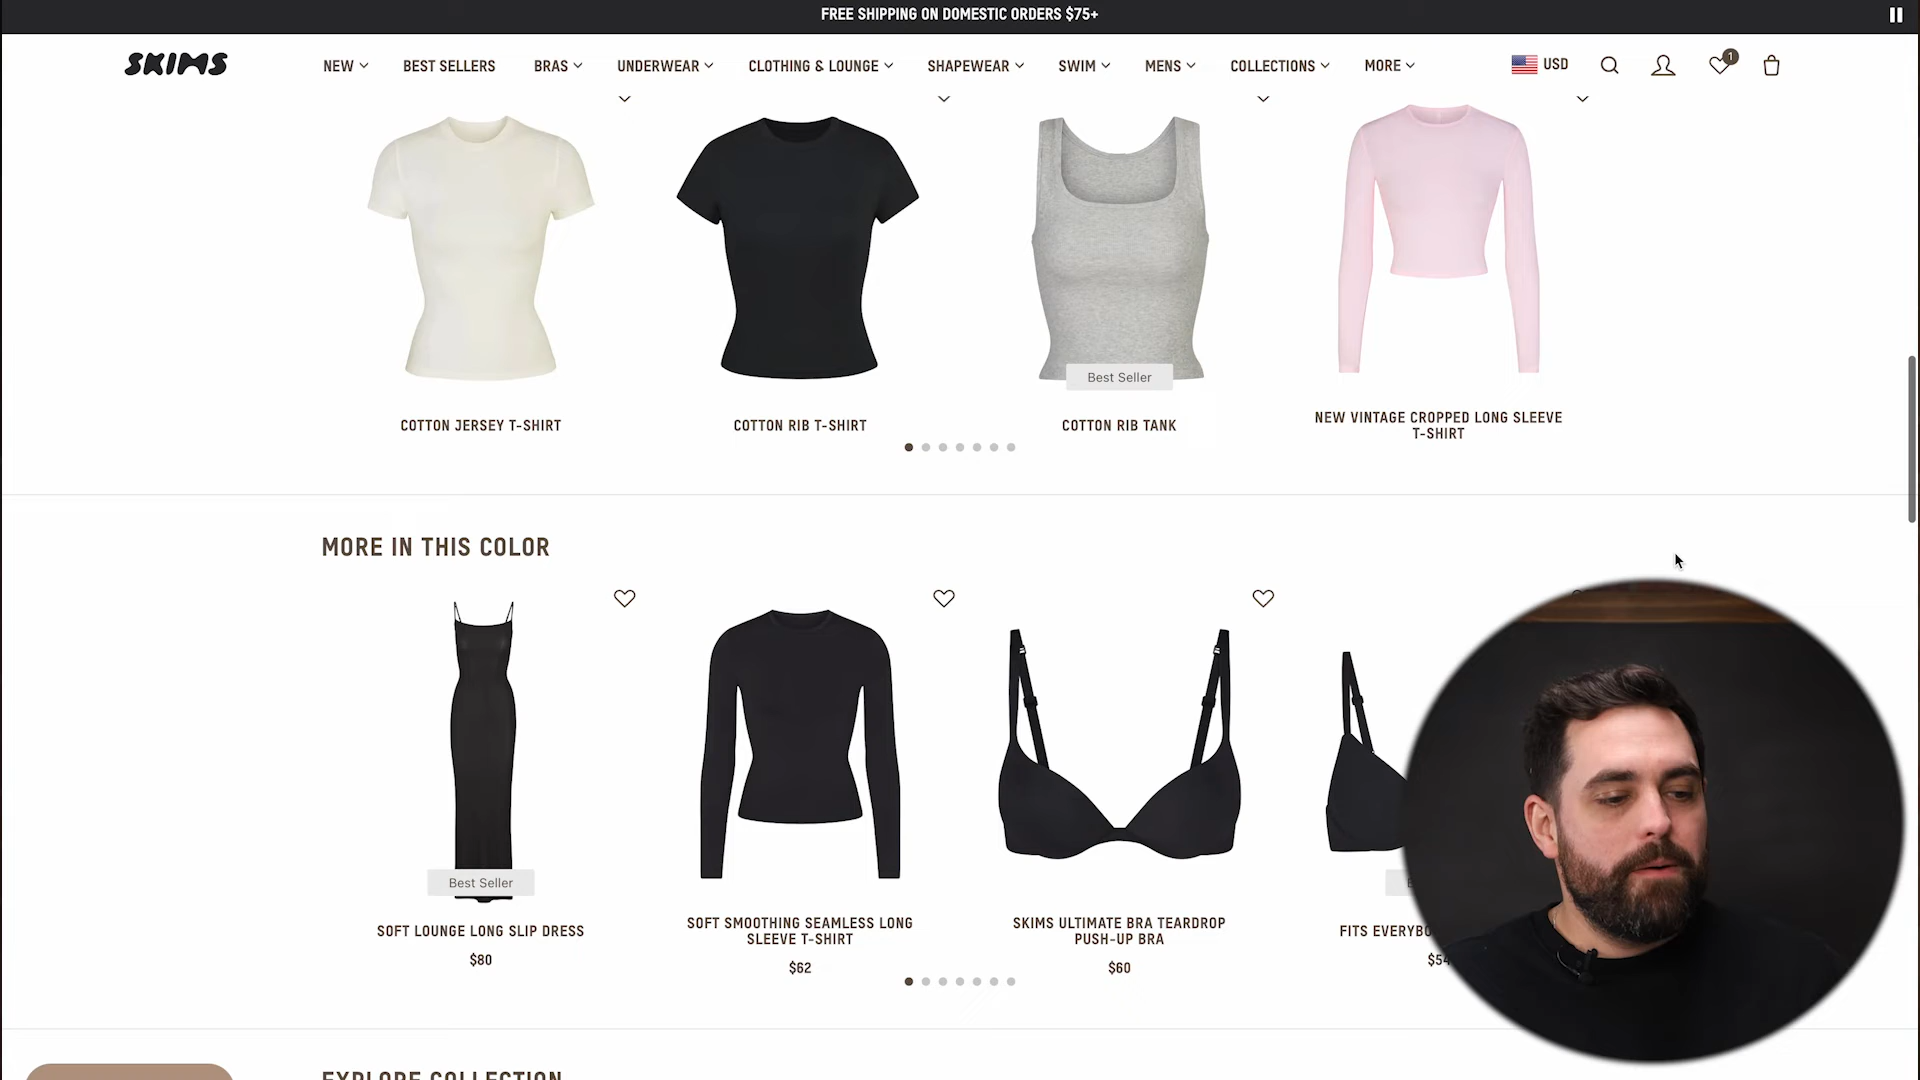 FREE SHIPPING ON DOMESTIC ORDERS $75+
SKIMS
NEW
BEST SELLERS
BRAS
UNDERWEAR
CLOTHING & LOUNGE
SHAPEWEAR
SWIM
MENS
COLLECTIONS
MORE
USD
1
Best Seller
COTTON JERSEY T-SHIRT
COTTON RIB T-SHIRT
COTTON RIB TANK
NEW VINTAGE CROPPED LONG SLEEVE
T-SHIRT
MORE IN THIS COLOR
Best Seller
SOFT LOUNGE LONG SLIP DRESS
$80
SOFT SMOOTHING SEAMLESS LONG
SLEEVE T-SHIRT
$62
SKIMS ULTIMATE BRA TEARDROP
PUSH-UP BRA
$60
FITS
EXPLORE COLLECTION